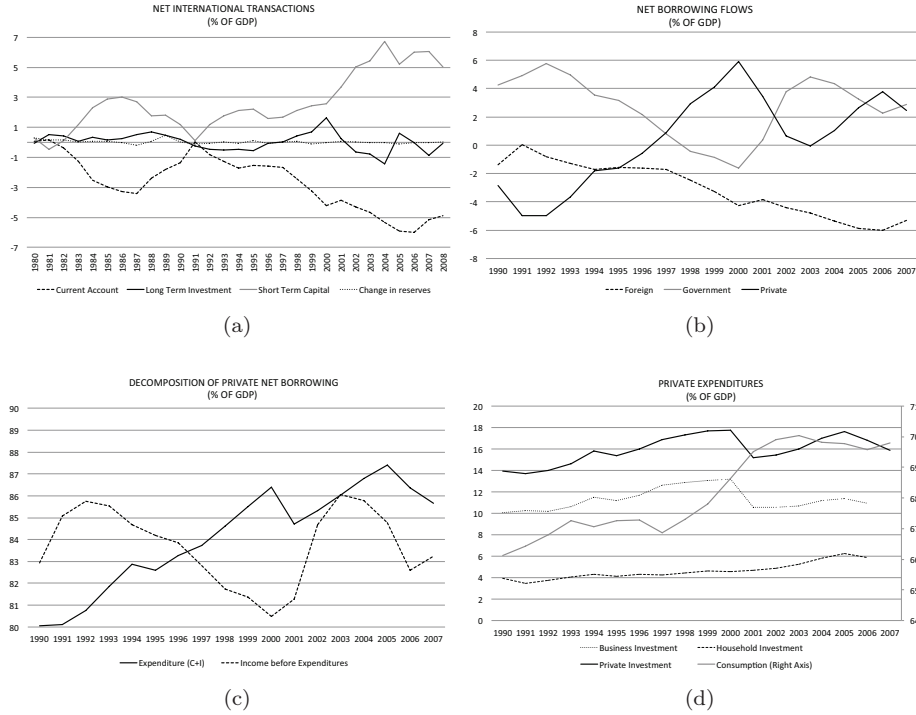 NET INTERNATIONAL TRANSACTIONS
(% OF GDP)
7
5
3
1
-1
-3
-5
-7
1980 1981 1982 1983 1984 1985 1986 1987 1988 1989 1990 1991 1992 1993 1994 1995 1996 1997 1998 1999 2000 2001 2002 2003 2004 2005 2006 2007 2008
Current Account Long Term Investment Short Term Capital Change in reserves
(a)
NET BORROWING FLOWS
(% OF GDP)
8
6
4
2
0
-2
-4
-6
-8
1990 1991 1992 1993 1994 1995 1996 1997 1998 1999 2000 2001 2002 2003 2004 2005 2006 2007
Foreign Government Private
(b)
DECOMPOSITION OF PRIVATE NET BORROWING
(% OF GDP)
90
89
88
87
86
85
84
83
82
81
80
1990 1991 1992 1993 1994 1995 1996 1997 1998 1999 2000 2001 2002 2003 2004 2005 2006 2007
Expenditure (C+I) Income before Expenditures
(c)
PRIVATE EXPENDITURES
(% OF GDP)
20
18
16
14
12
10
8
6
4
2
0
1990 1991 1992 1993 1994 1995 1996 1997 1998 1999 2000 2001 2002 2003 2004 2005 2006 2007
Business Investment Household Investment
Private Investment Consumption (Right Axis)
(d)